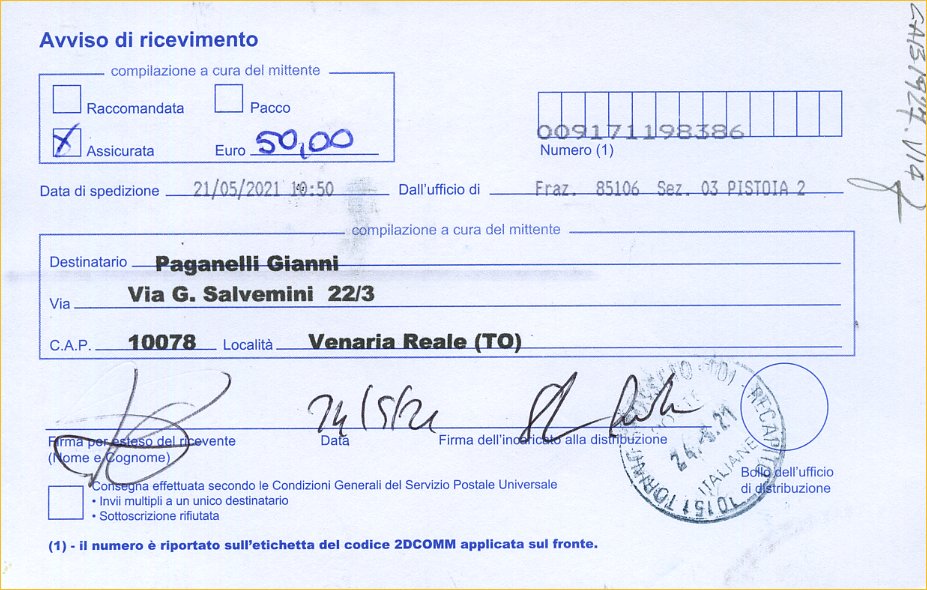 Avviso di ricevimento
compilazione a cura del mittente
Raccomandata Pacco
X Assicurata Euro 50,00
009171198386
Numero (1)
Data di spedizione 21/05/2021 10:50 Dall'ufficio di Fraz. 85106 Sez. 03 PISTOIA 2
compilazione a cura del mittente
Destinatario Paganelli Gianni
Via Via G. Salvemini 22/3
C.A.P. 10078 Località Venaria Reale (TO)
24/5/21
Firma per esteso del ricevente
(Nome e Cognome)
Data
Firma dell'incaricato alla distribuzione
24.5.21
ITALIANE
10151 TORINO
RECAPITO
Bollo dell'ufficio
di distribuzione
Consegna effettuata secondo le Condizioni Generali del Servizio Postale Universale
• Invii multipli a un unico destinatario
• Sottoscrizione rifiutata
(1) - il numero è riportato sull'etichetta del codice 2DCOMM applicata sul fronte.